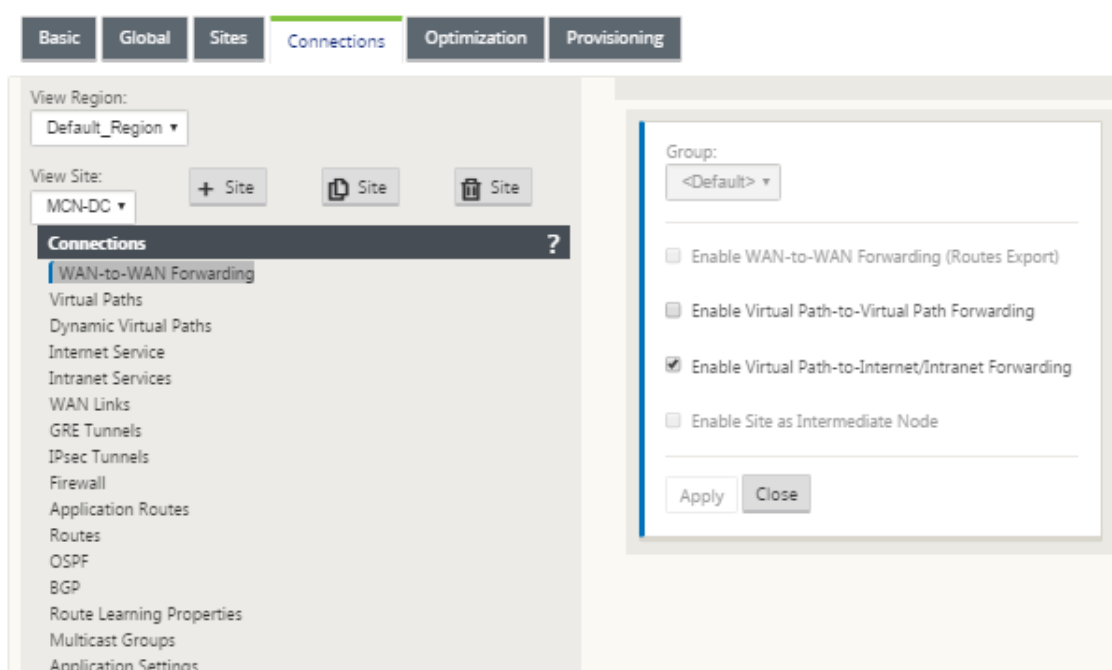 Basic Global Sites Connections Optimization Provisioning
View Region:
Default_Region
View Site:
MCN-DC
+ Site Site Site
Connections ?
WAN-to-WAN Forwarding
Virtual Paths
Dynamic Virtual Paths
Internet Service
Intranet Services
WAN Links
GRE Tunnels
IPsec Tunnels
Firewall
Application Routes
Routes
OSPF
BGP
Route Learning Properties
Multicast Groups
Application Settings
Group:
<Default>
Enable WAN-to-WAN Forwarding (Routes Export)
Enable Virtual Path-to-Virtual Path Forwarding
Enable Virtual Path-to-Internet/Intranet Forwarding
Enable Site as Intermediate Node
Apply Close